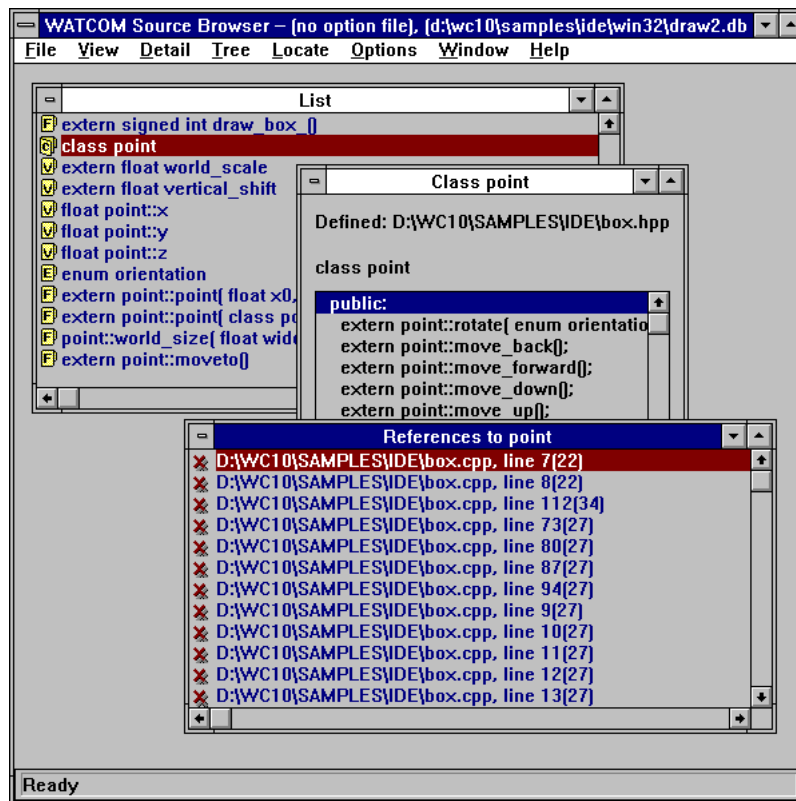 WATCOM Source Browser – (no option file), (d:\wc10\samples\ide\win32\draw2.db
File View Detail Tree Locate Options Window Help
List
F extern signed int draw_box_()
C class point
V extern float world_scale
V extern float vertical_shift
V float point::x
V float point::y
V float point::z
E enum orientation
F extern point::point( float x0,
F extern point::point( class po
F point::world_size( float wid
F extern point::moveto()
Class point
Defined: D:\WC10\SAMPLES\IDE\box.hpp
class point
public:
extern point::rotate( enum orientatio
extern point::move_back();
extern point::move_forward();
extern point::move_down();
extern point::move_up();
References to point
D:\WC10\SAMPLES\IDE\box.cpp, line 7(22)
D:\WC10\SAMPLES\IDE\box.cpp, line 8(22)
D:\WC10\SAMPLES\IDE\box.cpp, line 112(34)
D:\WC10\SAMPLES\IDE\box.cpp, line 73(27)
D:\WC10\SAMPLES\IDE\box.cpp, line 80(27)
D:\WC10\SAMPLES\IDE\box.cpp, line 87(27)
D:\WC10\SAMPLES\IDE\box.cpp, line 94(27)
D:\WC10\SAMPLES\IDE\box.cpp, line 9(27)
D:\WC10\SAMPLES\IDE\box.cpp, line 10(27)
D:\WC10\SAMPLES\IDE\box.cpp, line 11(27)
D:\WC10\SAMPLES\IDE\box.cpp, line 12(27)
D:\WC10\SAMPLES\IDE\box.cpp, line 13(27)
Ready